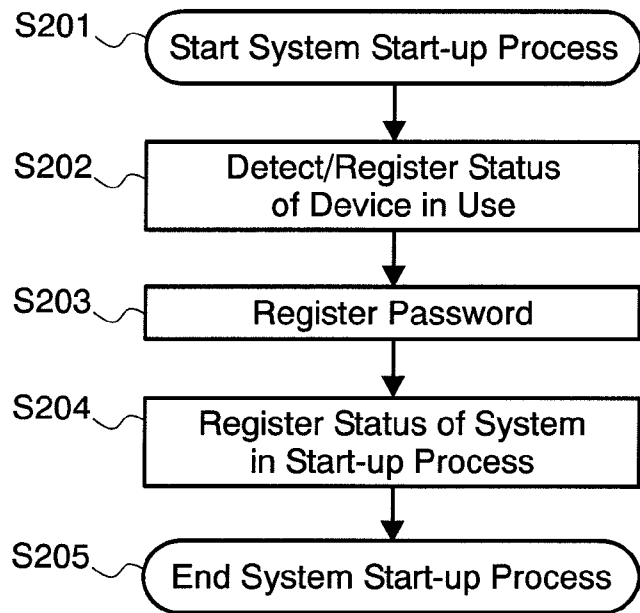 S201
Start System Start-up Process
S202
Detect/Register Status
of Device in Use
S203
Register Password
S204
Register Status of System
in Start-up Process
S205
End System Start-up Process